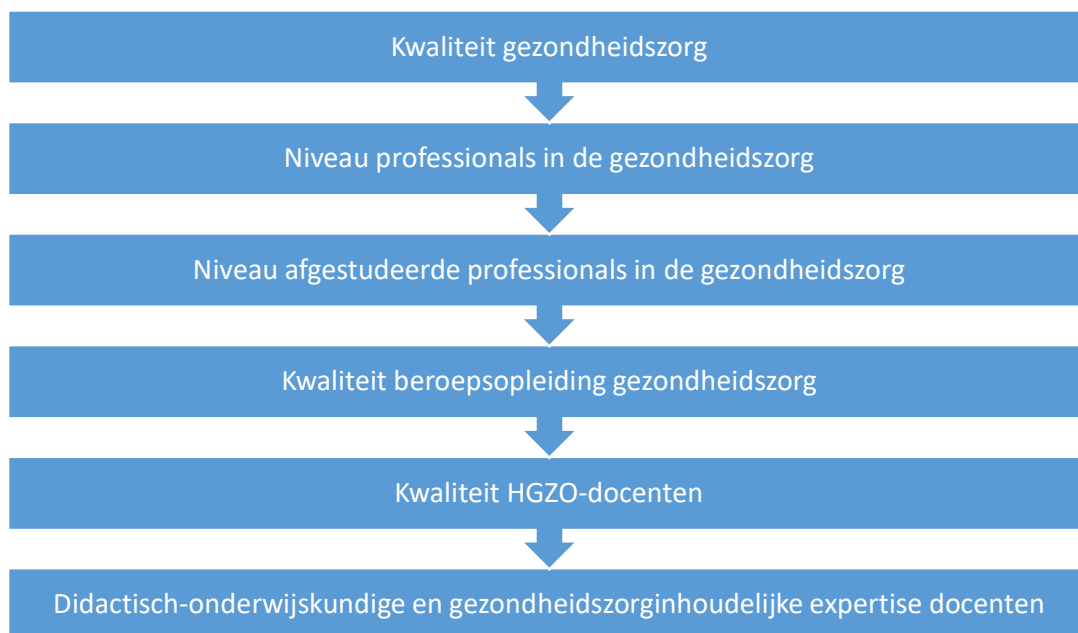 Kwaliteit gezondheidszorg
Niveau professionals in de gezondheidszorg
Niveau afgestudeerde professionals in de gezondheidszorg
Kwaliteit beroepsopleiding gezondheidszorg
Kwaliteit HGZO-docenten
Didactisch-onderwijskundige en gezondheidszorginhoudelijke expertise docenten